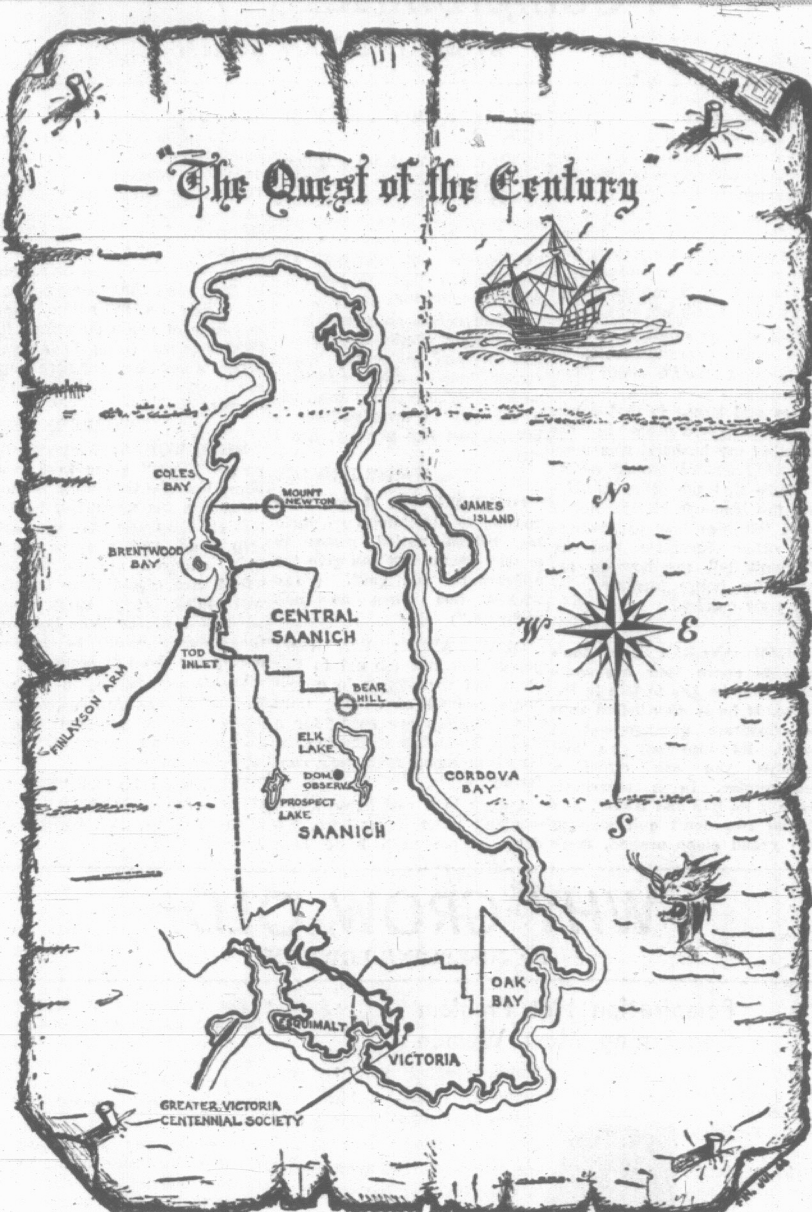 "The Quest of the Century"
COLES
BAY
MOUNT
NEWTON
JAMES
ISLAND
N
BRENTWOOD
BAY
CENTRAL
SAANICH
W
E
TOD
INLET
FINLAYSON ARM
BEAR
HILL
ELK
LAKE
DOM.
OBSERV.
CORDOVA
BAY
PROSPECT
LAKE
SAANICH
S
OAK
BAY
ESQUIMALT
VICTORIA
GREATER VICTORIA
CENTENNIAL SOCIETY